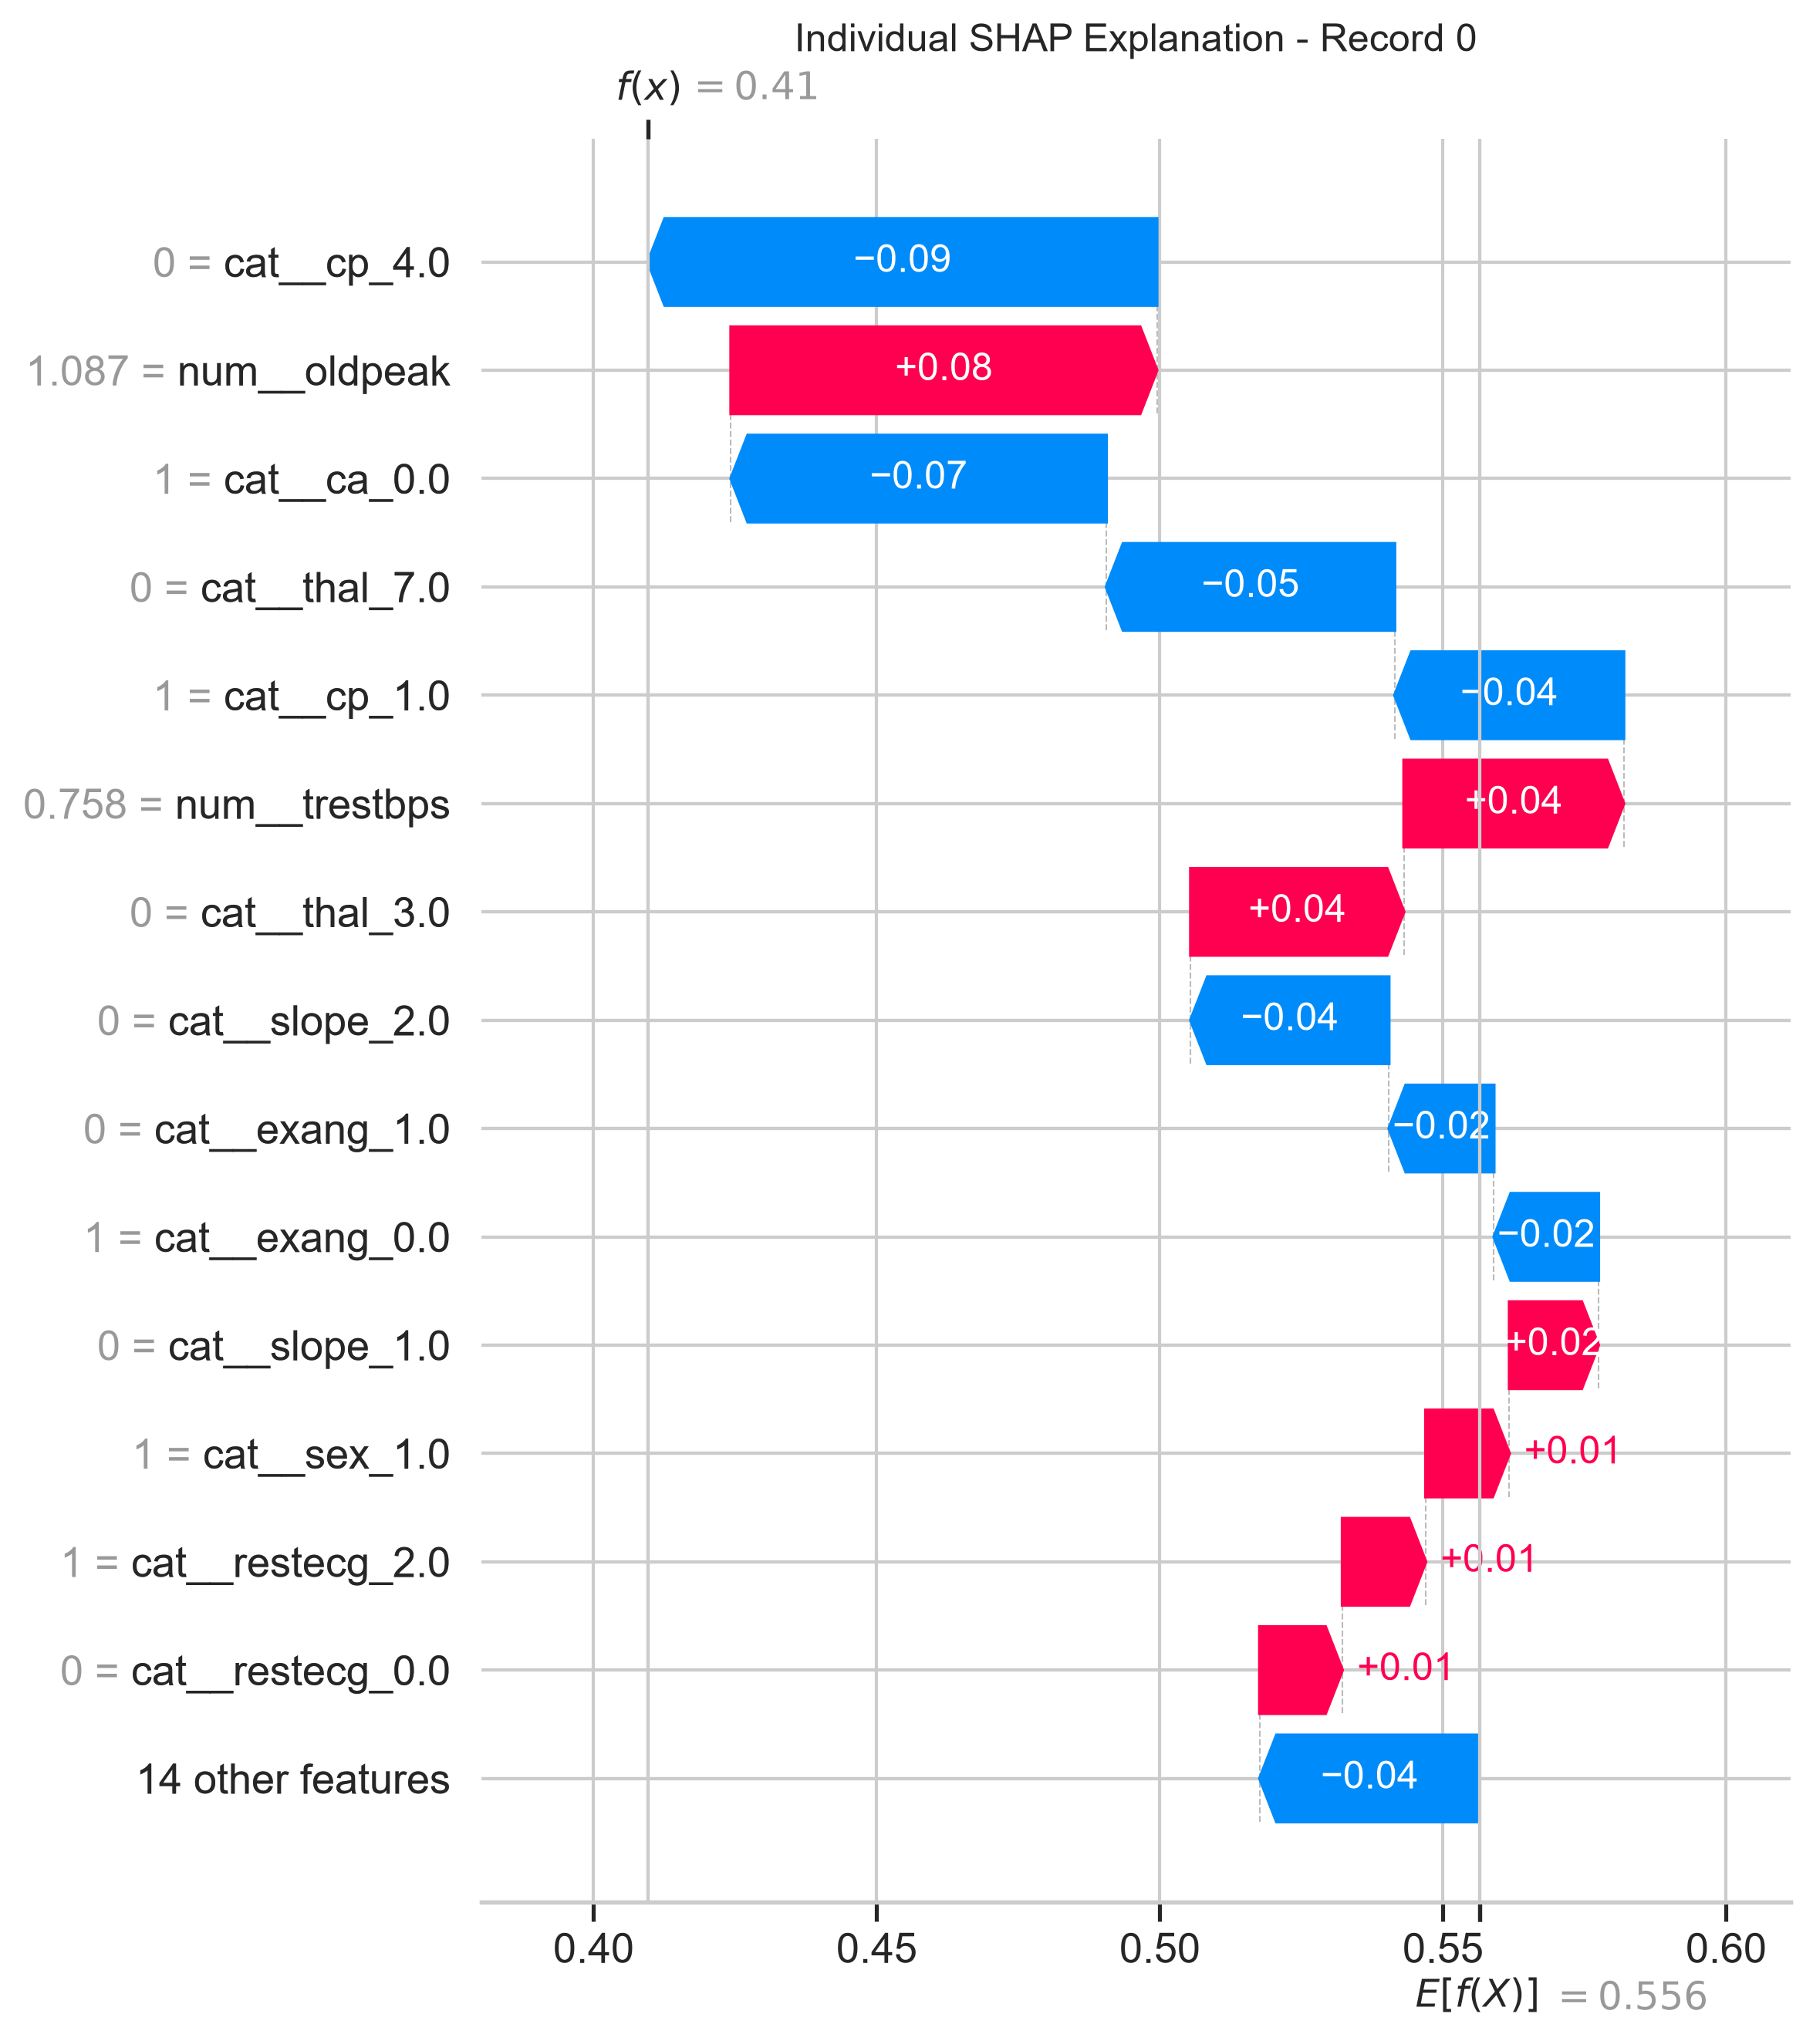 Individual SHAP Explanation - Record 0
f(x) = 0.41
0 = cat__cp_4.0 −0.09
1.087 = num__oldpeak +0.08
1 = cat__ca_0.0 −0.07
0 = cat__thal_7.0 −0.05
1 = cat__cp_1.0 −0.04
0.758 = num__trestbps +0.04
0 = cat__thal_3.0 +0.04
0 = cat__slope_2.0 −0.04
0 = cat__exang_1.0 −0.02
1 = cat__exang_0.0 −0.02
0 = cat__slope_1.0 +0.02
1 = cat__sex_1.0 +0.01
1 = cat__restecg_2.0 +0.01
0 = cat__restecg_0.0 +0.01
14 other features −0.04
0.40 0.45 0.50 0.55 0.60
E[f(X)] = 0.556